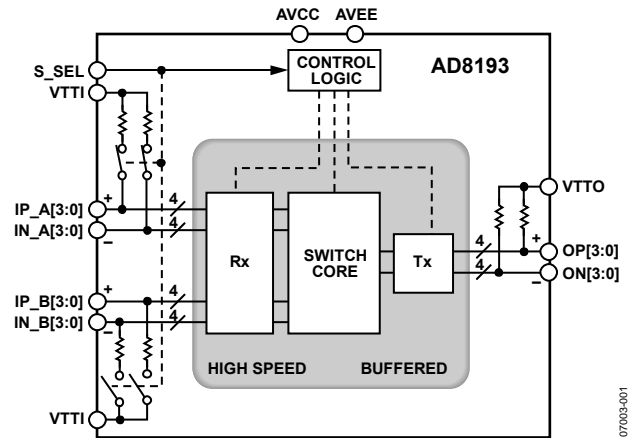 AVCC AVEE
S_SEL
CONTROL
LOGIC
AD8193
VTTI
VTTO
+
IP_A[3:0]
4
IN_A[3:0]
4
−
Rx
SWITCH
CORE
Tx
4
+
OP[3:0]
4
ON[3:0]
−
+
IP_B[3:0]
4
IN_B[3:0]
4
−
HIGH SPEED
BUFFERED
VTTI
07003-001